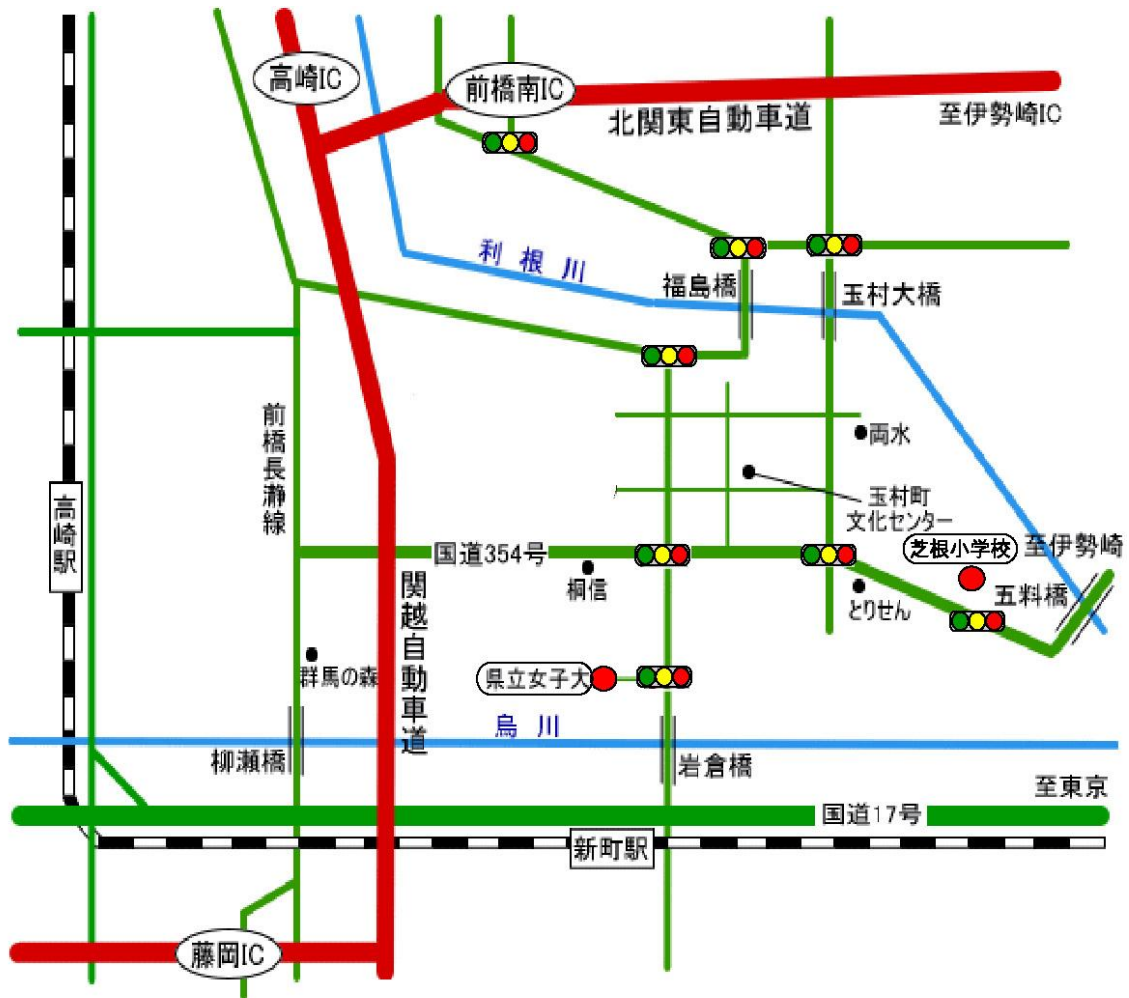 高崎IC
前橋南IC
北関東自動車道
至伊勢崎IC
利根川
福島橋
玉村大橋
前橋長瀞線
両水
高崎駅
玉村町
文化センター
国道354号
芝根小学校
至伊勢崎
桐信
とりせん
五料橋
関越自動車道
群馬の森
県立女子大
烏川
柳瀬橋
岩倉橋
至東京
国道17号
新町駅
藤岡IC